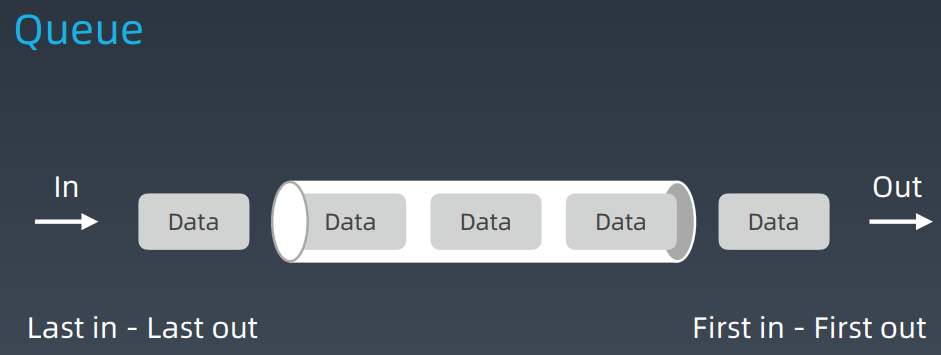 Queue
In
Out
Data
Data
Data
Data
Data
Last in - Last out
First in - First out